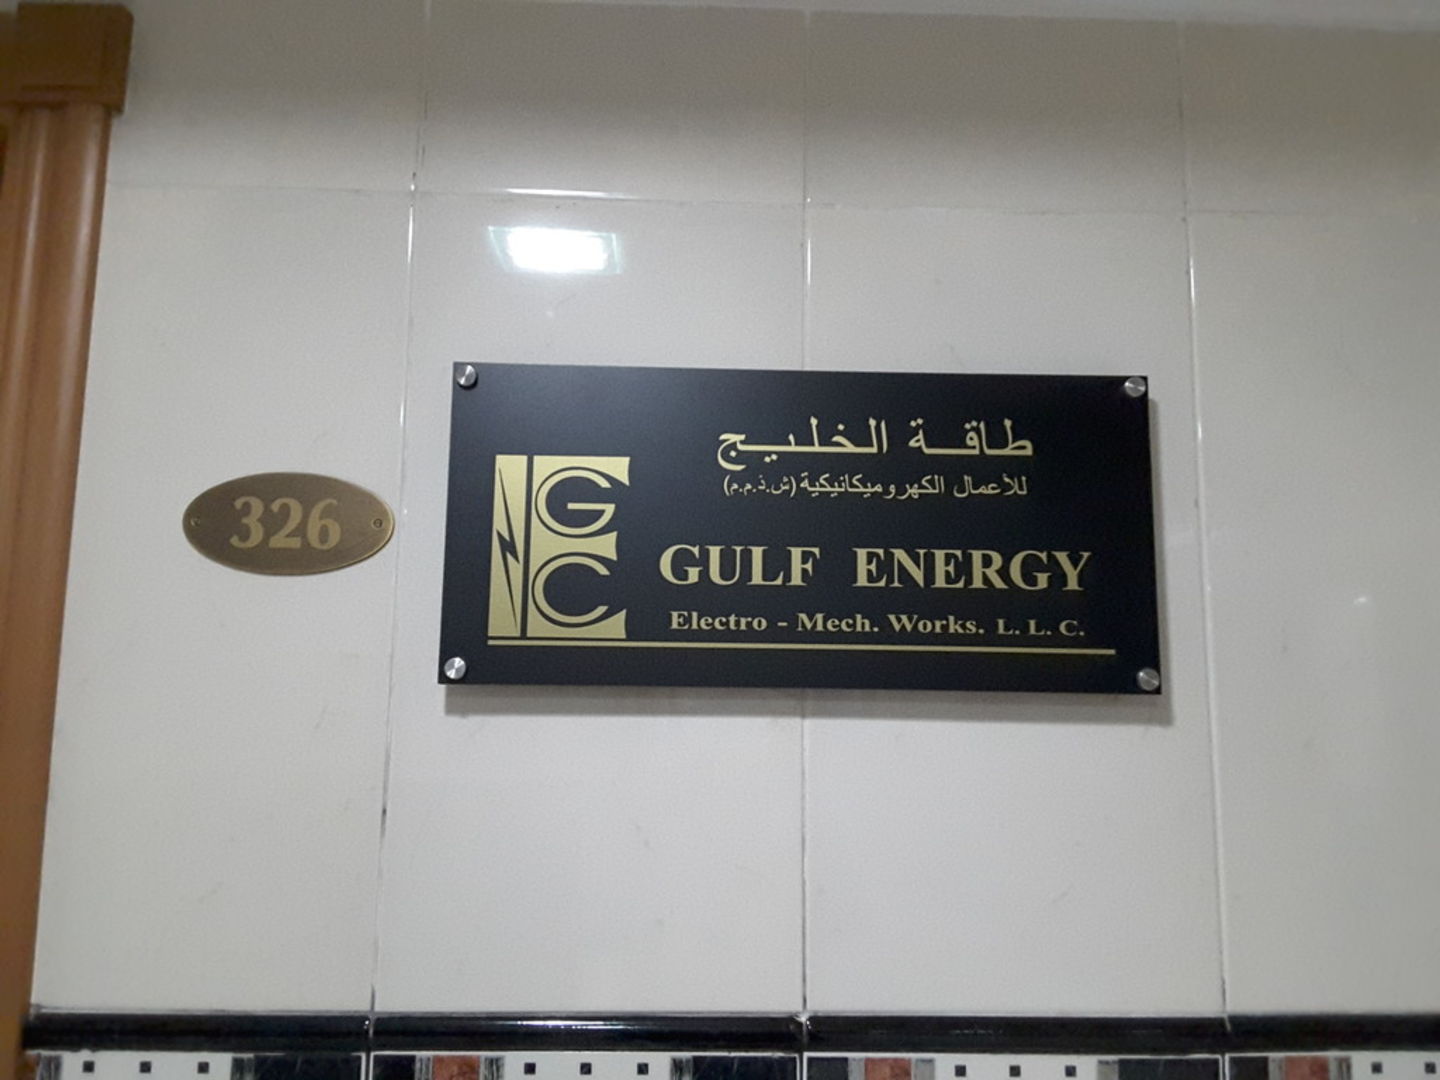 326
طاقة الخليج
للأعمال الكهروميكانيكية (ش.ذ.م.م)
GC
GULF ENERGY
Electro - Mech. Works. L. L. C.